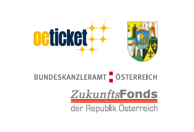 oeticket
BUNDESKANZLERAMT ÖSTERREICH
ZukunftsFonds
der Republik Österreich